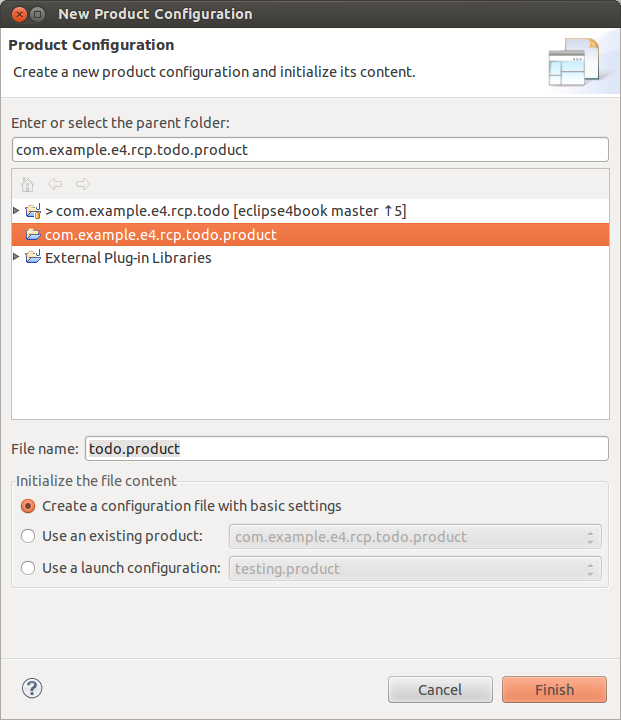 New Product Configuration
Product Configuration
Create a new product configuration and initialize its content.
Enter or select the parent folder:
com.example.e4.rcp.todo.product
> com.example.e4.rcp.todo [eclipse4book master ↑5]
com.example.e4.rcp.todo.product
External Plug-in Libraries
File name: todo.product
Initialize the file content
Create a configuration file with basic settings
Use an existing product: com.example.e4.rcp.todo.product
Use a launch configuration: testing.product
? Cancel Finish